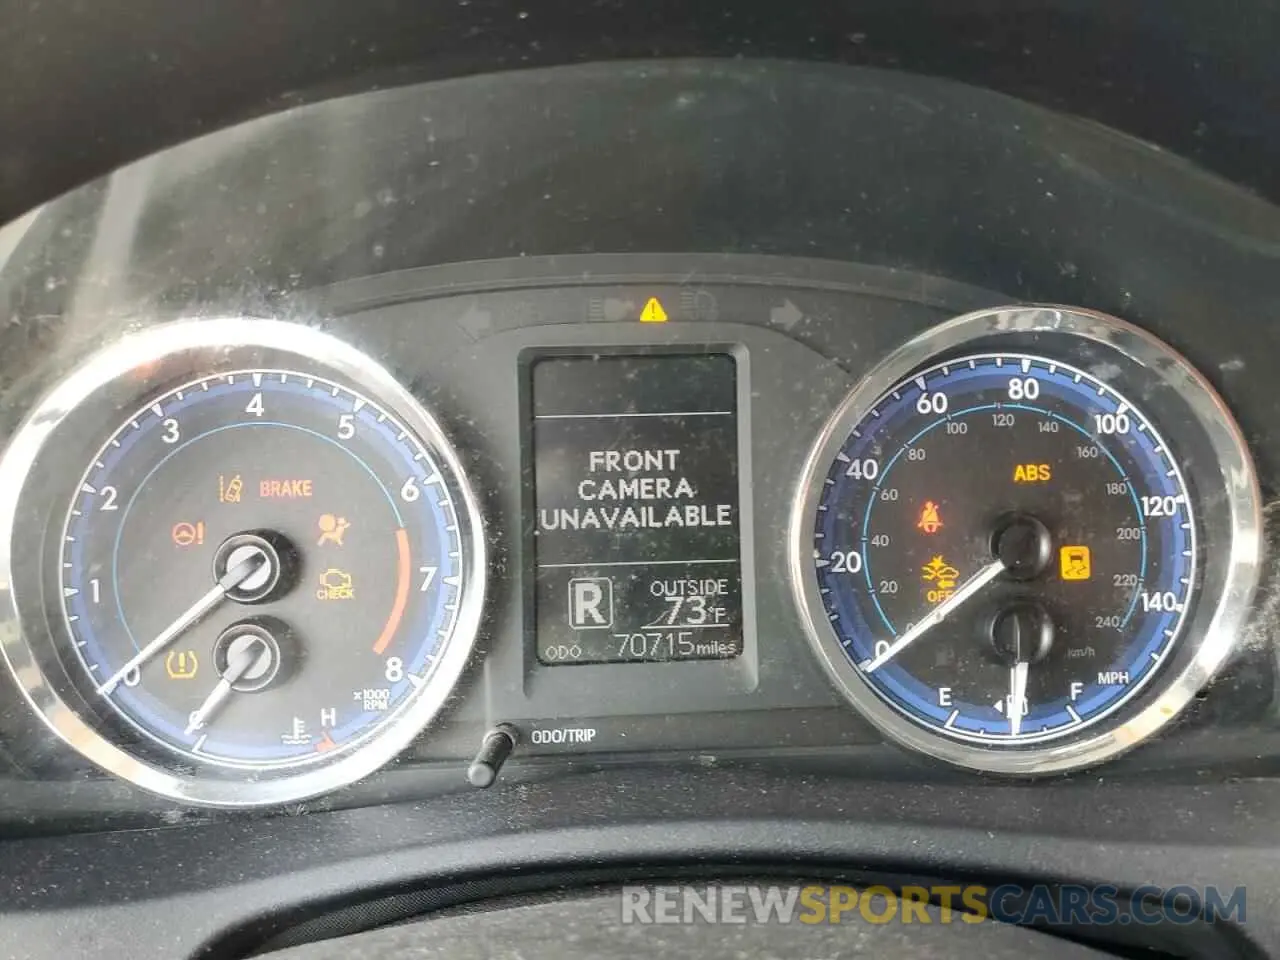 4
3
5
2
6
1
7
0
8
BRAKE
CHECK
x1000
RPM
C
H
ODO/TRIP
FRONT
CAMERA
UNAVAILABLE
R
OUTSIDE
73°F
ODO 70715 miles
0
20
40
60
80
100
120
140
20
40
60
80
100
120
140
160
180
200
220
240
km/h
MPH
ABS
OFF
E
F
RENEWSPORTSCARS.COM